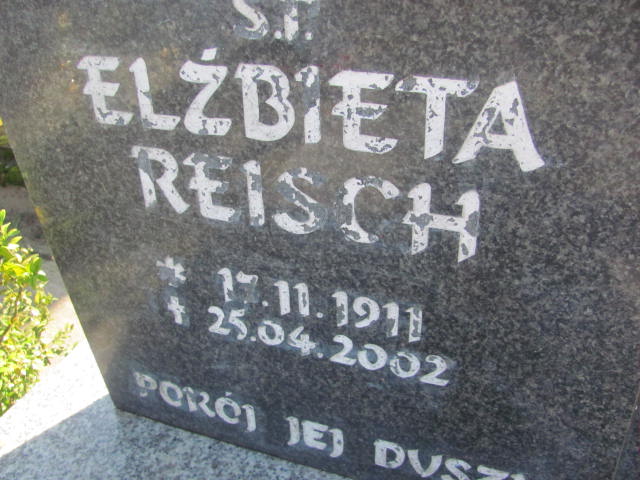 Ś.P.
ELŻBIETA
REISCH
* 17.11.1911
+ 25.04.2002
POKÓJ JEJ DUSZY